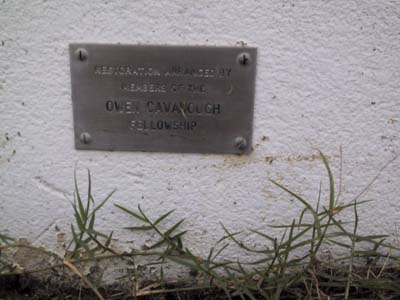 RESTORATION ARRANGED BY
MEMBERS OF THE
OWEN CAVANOUGH
FELLOWSHIP